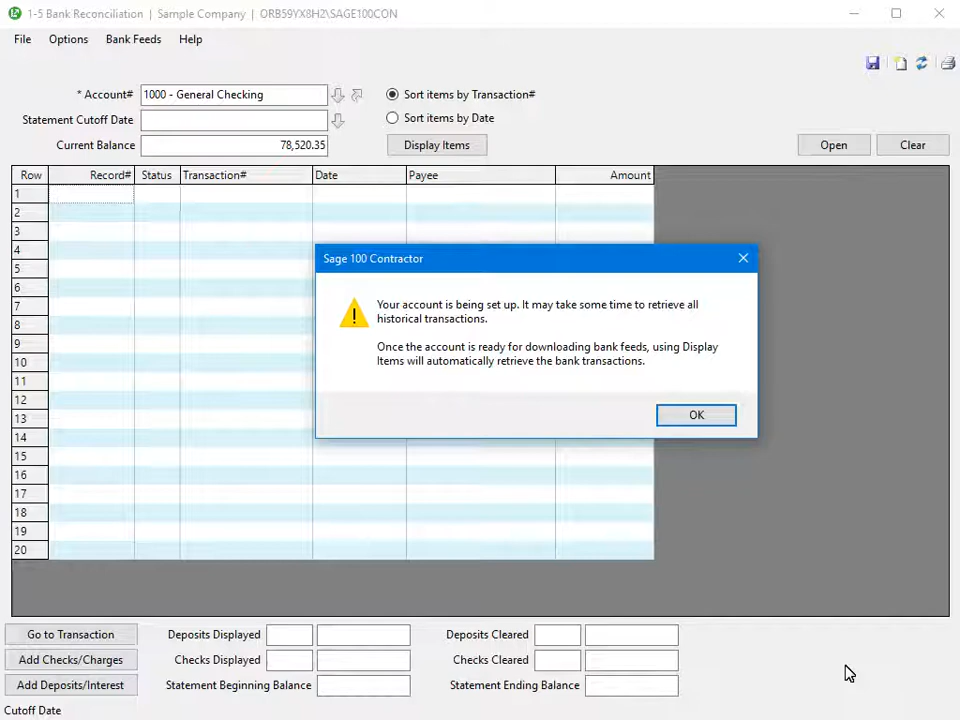 1-5 Bank Reconciliation | Sample Company | ORB59YX8H2\SAGE100CON
File Options Bank Feeds Help
* Account# 1000 - General Checking Sort items by Transaction#
Statement Cutoff Date Sort items by Date
Current Balance 78,520.35 Display Items Open Clear
Row Record# Status Transaction# Date Payee Amount
1
2
3
4
5
6
7
8
9
10
11
12
13
14
15
16
17
18
19
20
Sage 100 Contractor
Your account is being set up. It may take some time to retrieve all
historical transactions.
Once the account is ready for downloading bank feeds, using Display
Items will automatically retrieve the bank transactions.
OK
Go to Transaction Deposits Displayed Deposits Cleared
Add Checks/Charges Checks Displayed Checks Cleared
Add Deposits/Interest Statement Beginning Balance Statement Ending Balance
Cutoff Date